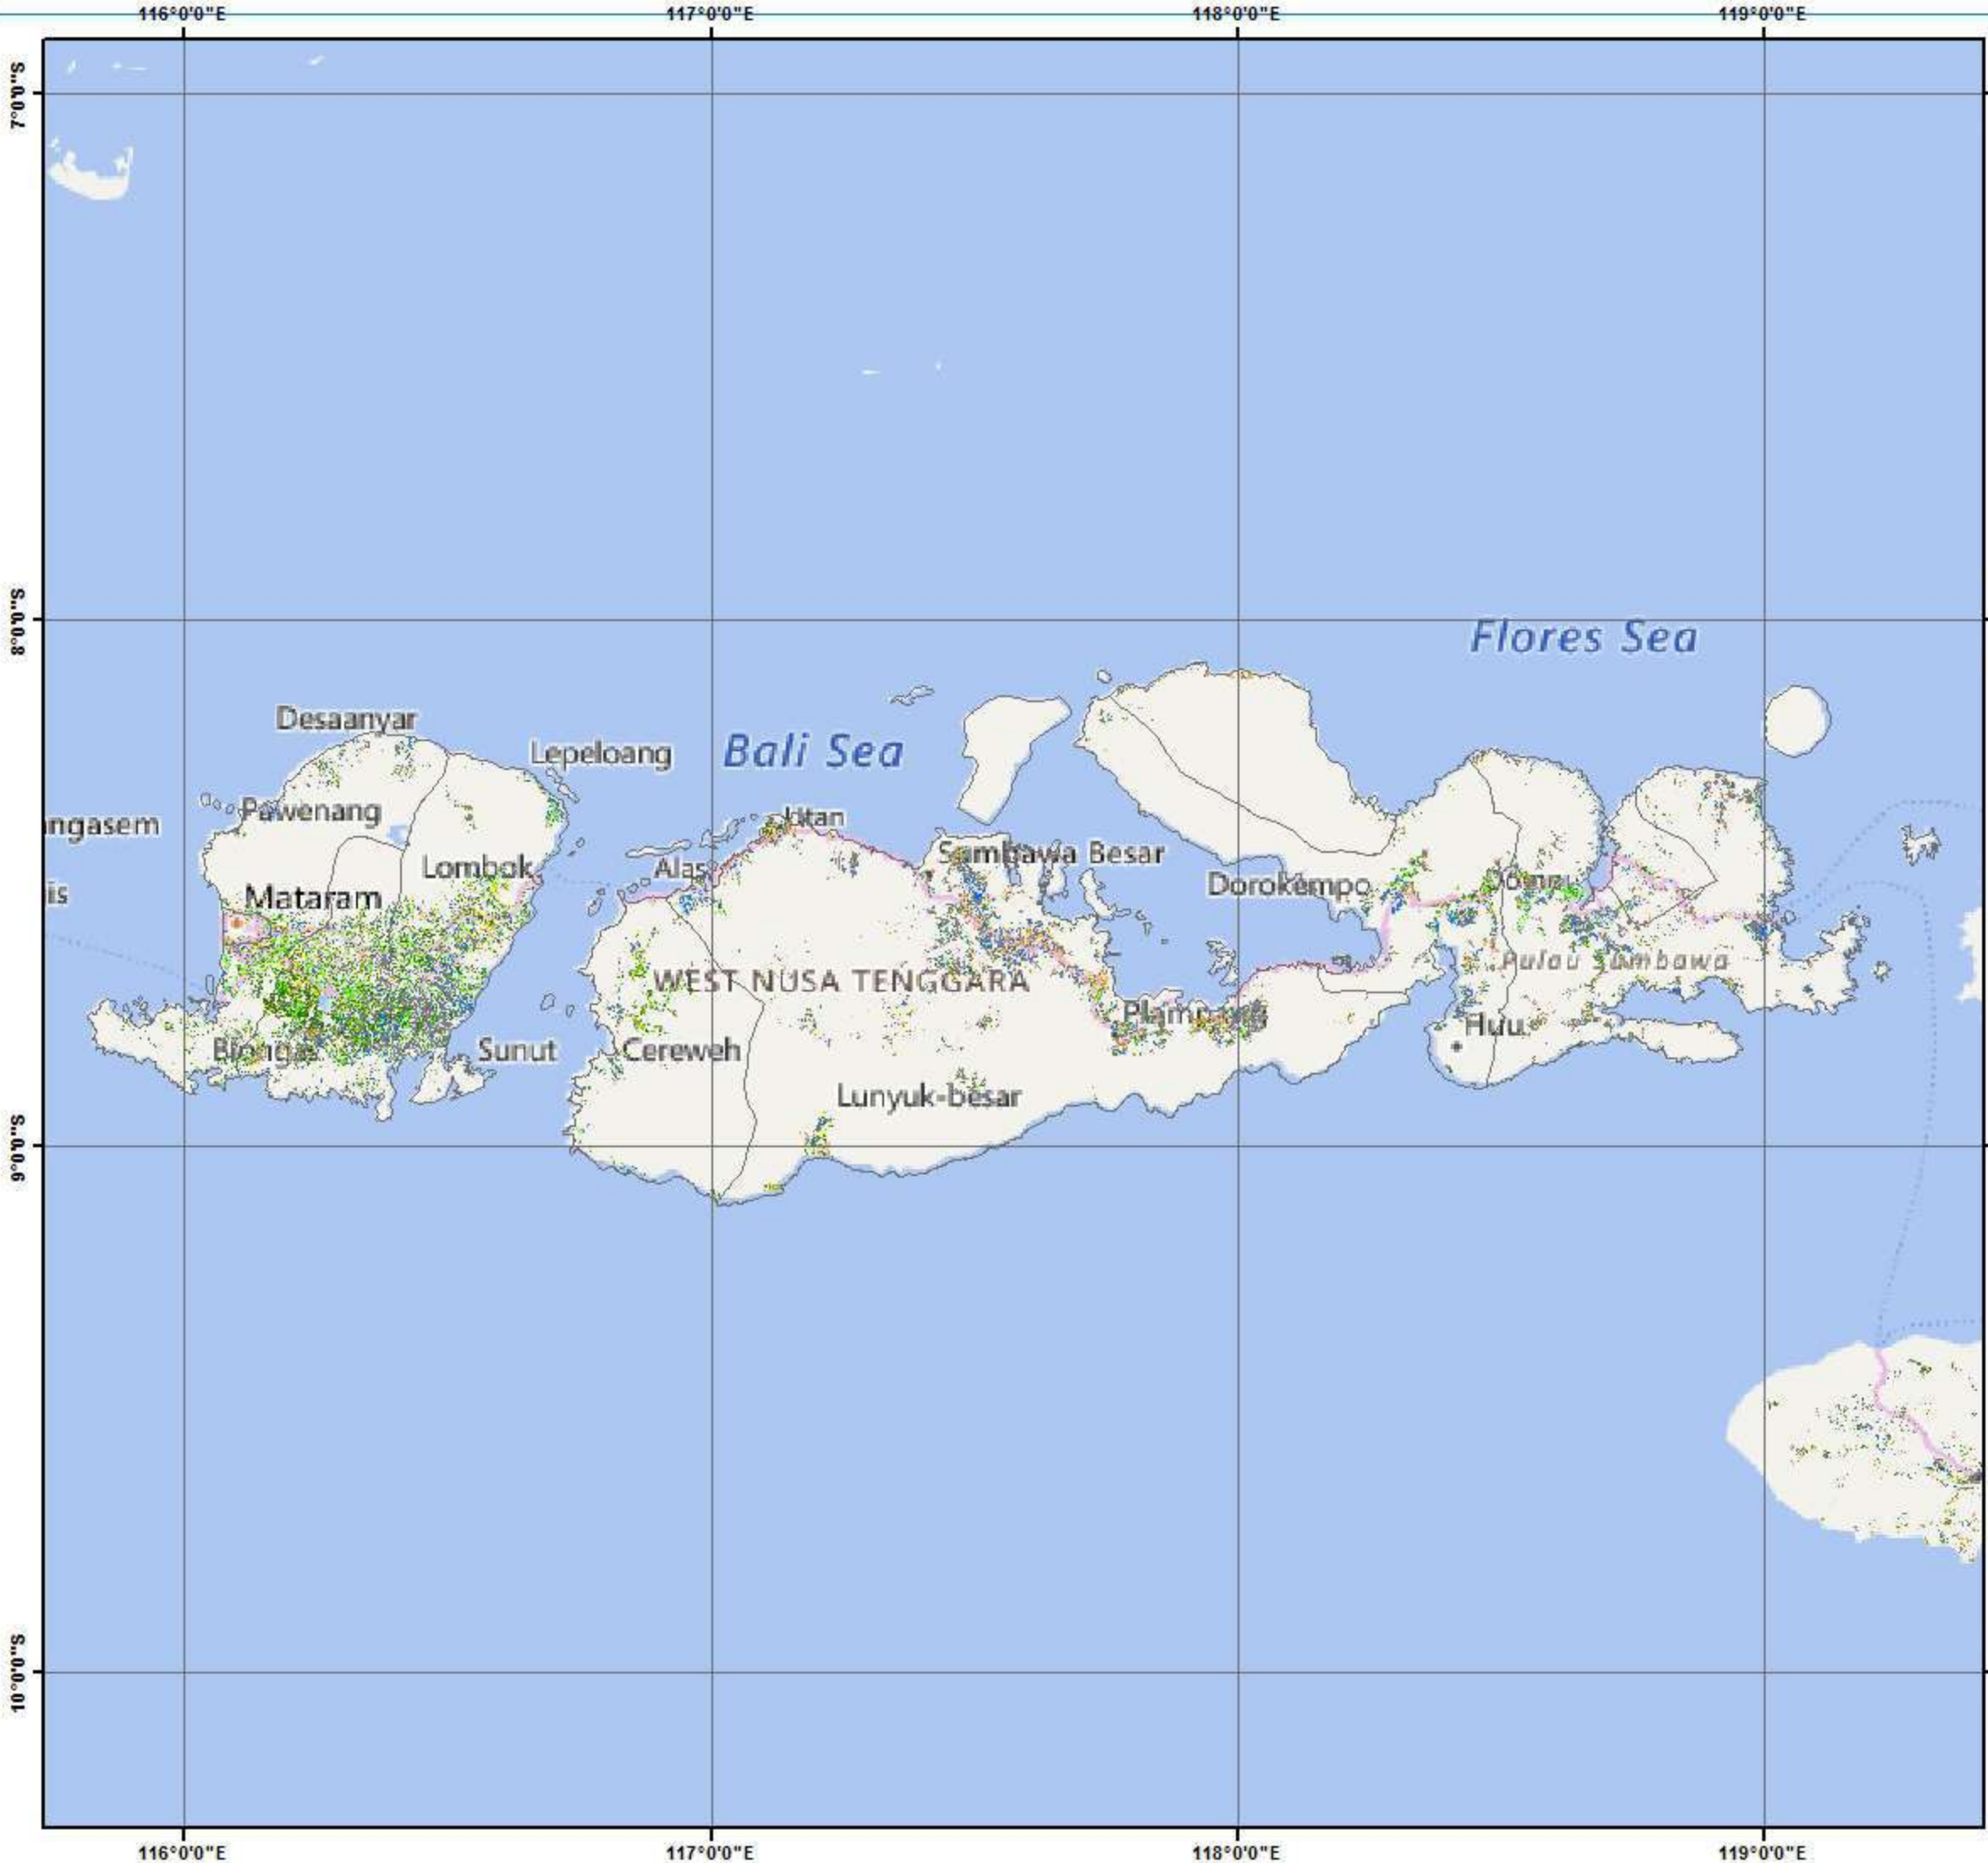 116°0'0"E 117°0'0"E 118°0'0"E 119°0'0"E
7°0'0"S
8°0'0"S
Flores Sea
Desaanyar
Lepeloang
Bali Sea
Pawenang
Utan
ngasem
Sumbawa Besar
Lombok
Alas
Dorokempo
is
Mataram
Pulau Sumbawa
WEST NUSA TENGGARA
Huu
Sunut
Cereweh
Lunyuk-besar
9°0'0"S
10°0'0"S
116°0'0"E 117°0'0"E 118°0'0"E 119°0'0"E